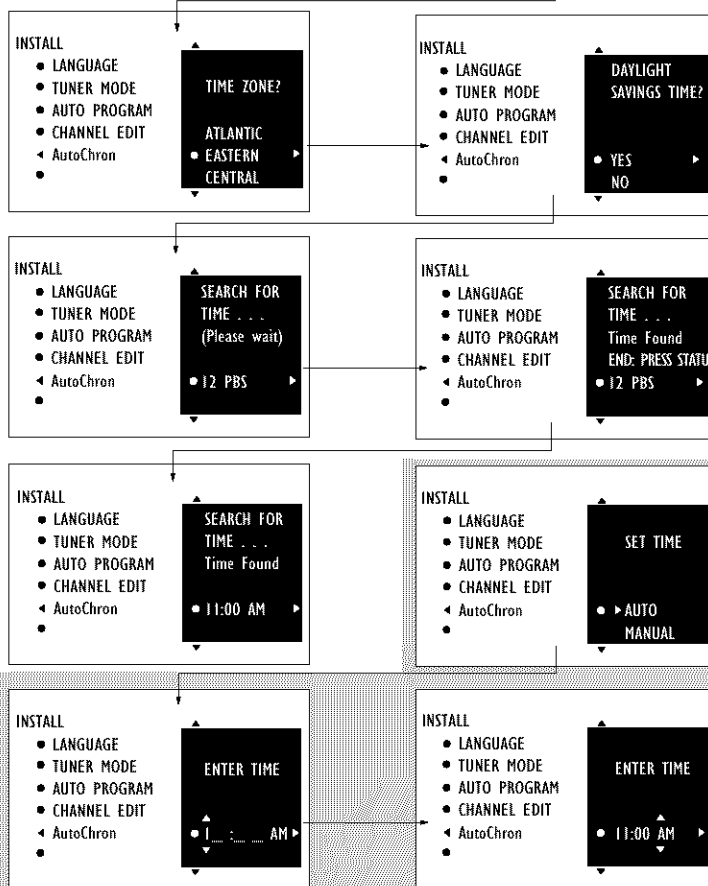 INSTALL
LANGUAGE
TUNER MODE
AUTO PROGRAM
CHANNEL EDIT
AutoChron
TIME ZONE?
ATLANTIC
EASTERN
CENTRAL
INSTALL
LANGUAGE
TUNER MODE
AUTO PROGRAM
CHANNEL EDIT
AutoChron
DAYLIGHT
SAVINGS TIME?
YES
NO
INSTALL
LANGUAGE
TUNER MODE
AUTO PROGRAM
CHANNEL EDIT
AutoChron
SEARCH FOR
TIME . . .
(Please wait)
12 PBS
INSTALL
LANGUAGE
TUNER MODE
AUTO PROGRAM
CHANNEL EDIT
AutoChron
SEARCH FOR
TIME . . .
Time Found
END: PRESS STATU
12 PBS
INSTALL
LANGUAGE
TUNER MODE
AUTO PROGRAM
CHANNEL EDIT
AutoChron
SEARCH FOR
TIME . . .
Time Found
11:00 AM
INSTALL
LANGUAGE
TUNER MODE
AUTO PROGRAM
CHANNEL EDIT
AutoChron
SET TIME
AUTO
MANUAL
INSTALL
LANGUAGE
TUNER MODE
AUTO PROGRAM
CHANNEL EDIT
AutoChron
ENTER TIME
1_ :_ _ AM
INSTALL
LANGUAGE
TUNER MODE
AUTO PROGRAM
CHANNEL EDIT
AutoChron
ENTER TIME
11:00 AM